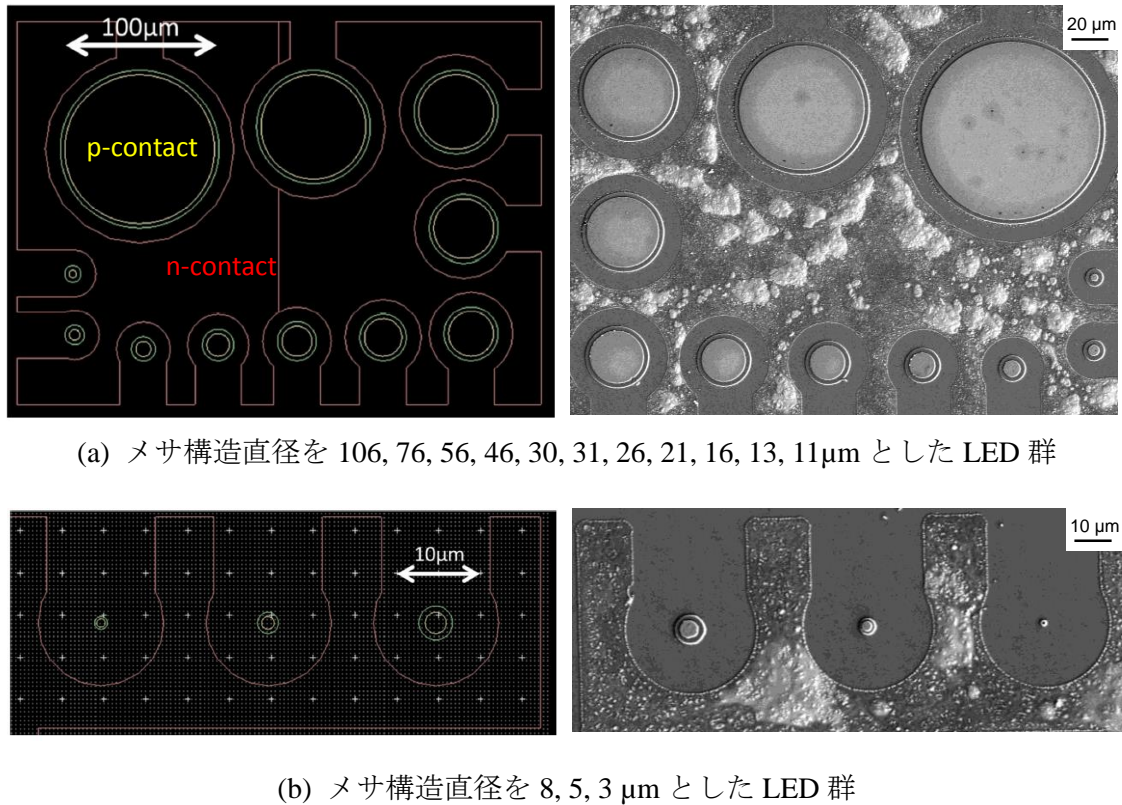 100μm
20 μm
p-contact
n-contact
(a) メサ構造直径を 106, 76, 56, 46, 30, 31, 26, 21, 16, 13, 11μm とした LED 群
10μm
10 μm
(b) メサ構造直径を 8, 5, 3 μm とした LED 群